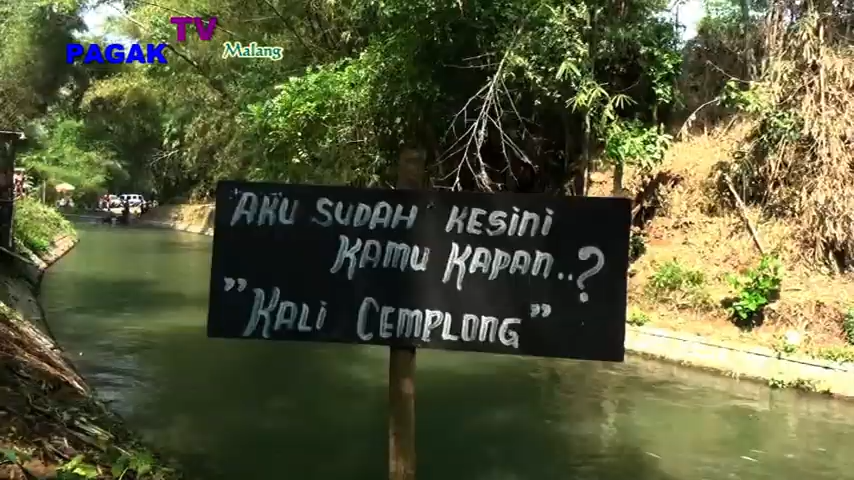 PAGAK TV Malang
AKU SUDAH KESINI
KAMU KAPAN..?
"KALI CEMPLONG"